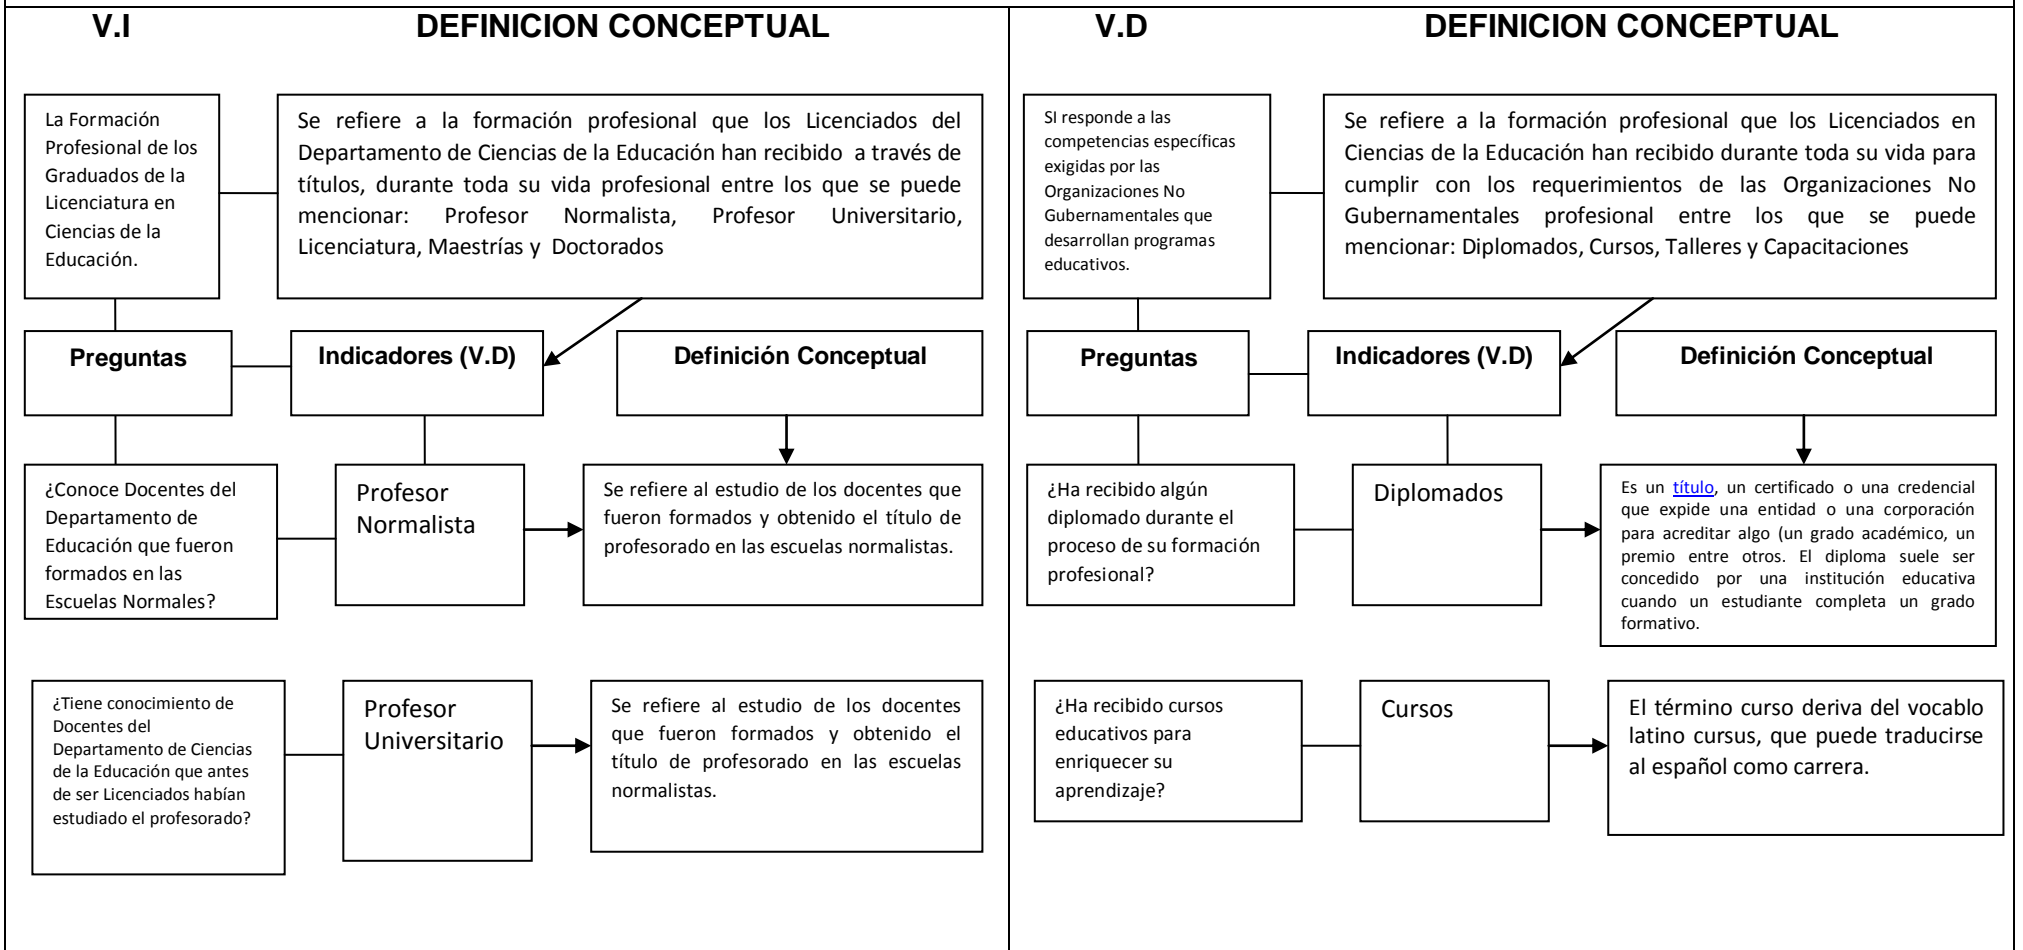 V.I DEFINICION CONCEPTUAL
La Formación
Profesional de los
Graduados de la
Licenciatura en
Ciencias de la
Educación.
Se refiere a la formación profesional que los Licenciados del
Departamento de Ciencias de la Educación han recibido a través de
títulos, durante toda su vida profesional entre los que se puede
mencionar: Profesor Normalista, Profesor Universitario,
Licenciatura, Maestrías y Doctorados
Preguntas
Indicadores (V.D)
Definición Conceptual
¿Conoce Docentes del
Departamento de
Educación que fueron
formados en las
Escuelas Normales?
Profesor
Normalista
Se refiere al estudio de los docentes que
fueron formados y obtenido el título de
profesorado en las escuelas normalistas.
¿Tiene conocimiento de
Docentes del
Departamento de Ciencias
de la Educación que antes
de ser Licenciados habían
estudiado el profesorado?
Profesor
Universitario
Se refiere al estudio de los docentes
que fueron formados y obtenido el
título de profesorado en las escuelas
normalistas.
V.D DEFINICION CONCEPTUAL
SI responde a las
competencias específicas
exigidas por las
Organizaciones No
Gubernamentales que
desarrollan programas
educativos.
Se refiere a la formación profesional que los Licenciados en
Ciencias de la Educación han recibido durante toda su vida para
cumplir con los requerimientos de las Organizaciones No
Gubernamentales profesional entre los que se puede
mencionar: Diplomados, Cursos, Talleres y Capacitaciones
Preguntas
Indicadores (V.D)
Definición Conceptual
¿Ha recibido algún
diplomado durante el
proceso de su formación
profesional?
Diplomados
Es un título, un certificado o una credencial
que expide una entidad o una corporación
para acreditar algo (un grado académico, un
premio entre otros. El diploma suele ser
concedido por una institución educativa
cuando un estudiante completa un grado
formativo.
¿Ha recibido cursos
educativos para
enriquecer su
aprendizaje?
Cursos
El término curso deriva del vocablo
latino cursus, que puede traducirse
al español como carrera.